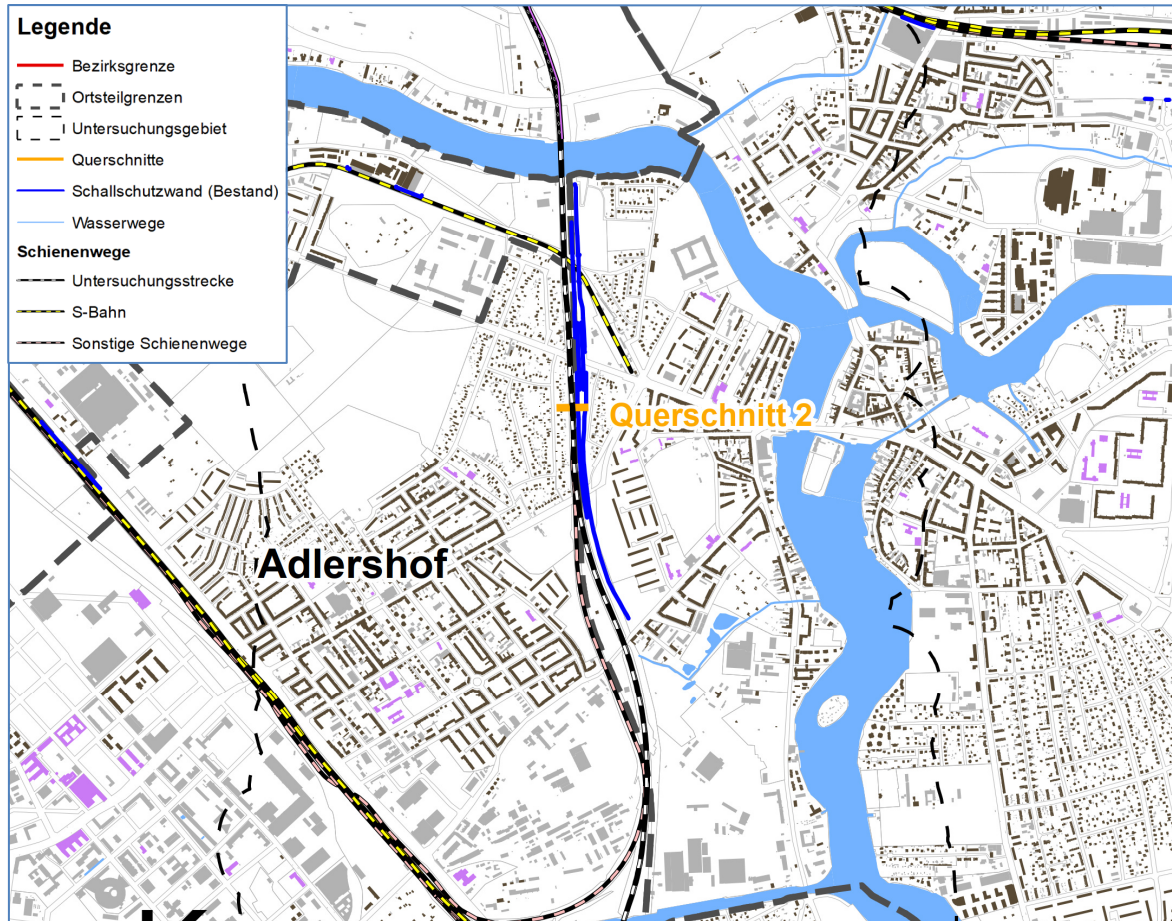 Legende
Bezirksgrenze
Ortsteilgrenzen
Untersuchungsgebiet
Querschnitte
Schallschutzwand (Bestand)
Wasserwege
Schienenwege
Untersuchungsstrecke
S-Bahn
Sonstige Schienenwege
Querschnitt 2
Adlershof